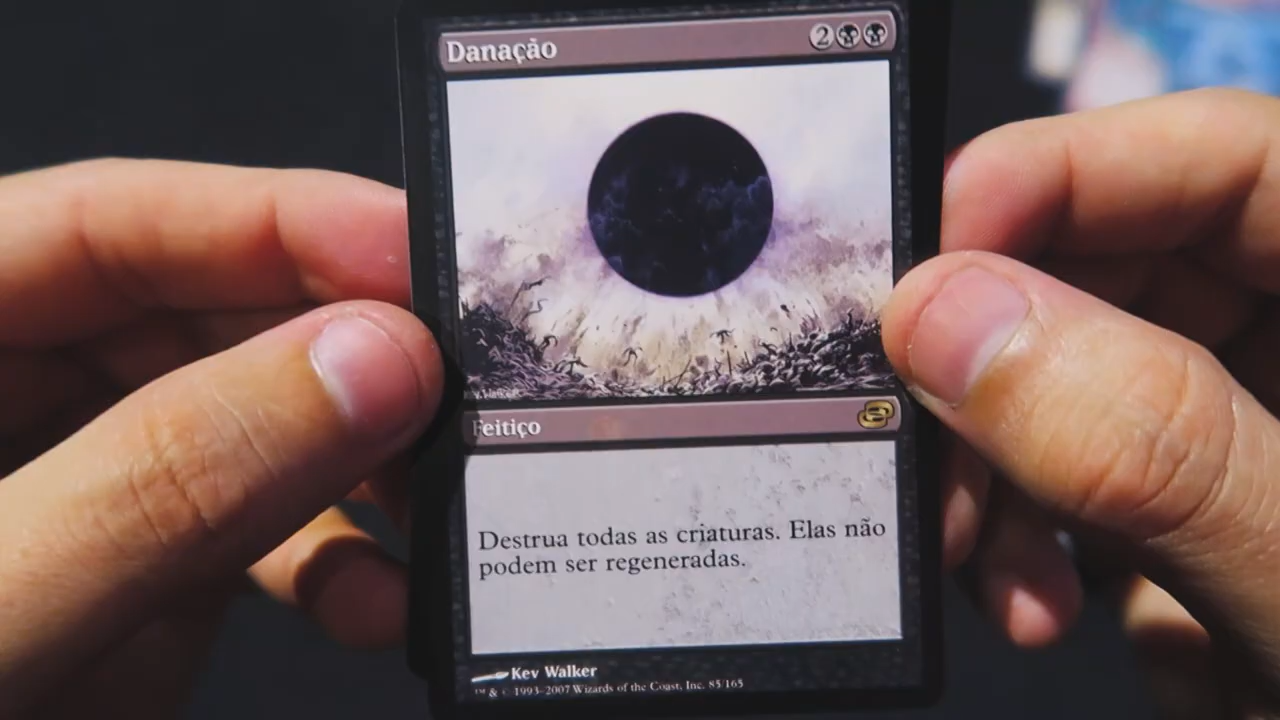 Danação 2
Feitiço
Destrua todas as criaturas. Elas não
podem ser regeneradas.
Kev Walker
™ & © 1993-2007 Wizards of the Coast, Inc. 85/165